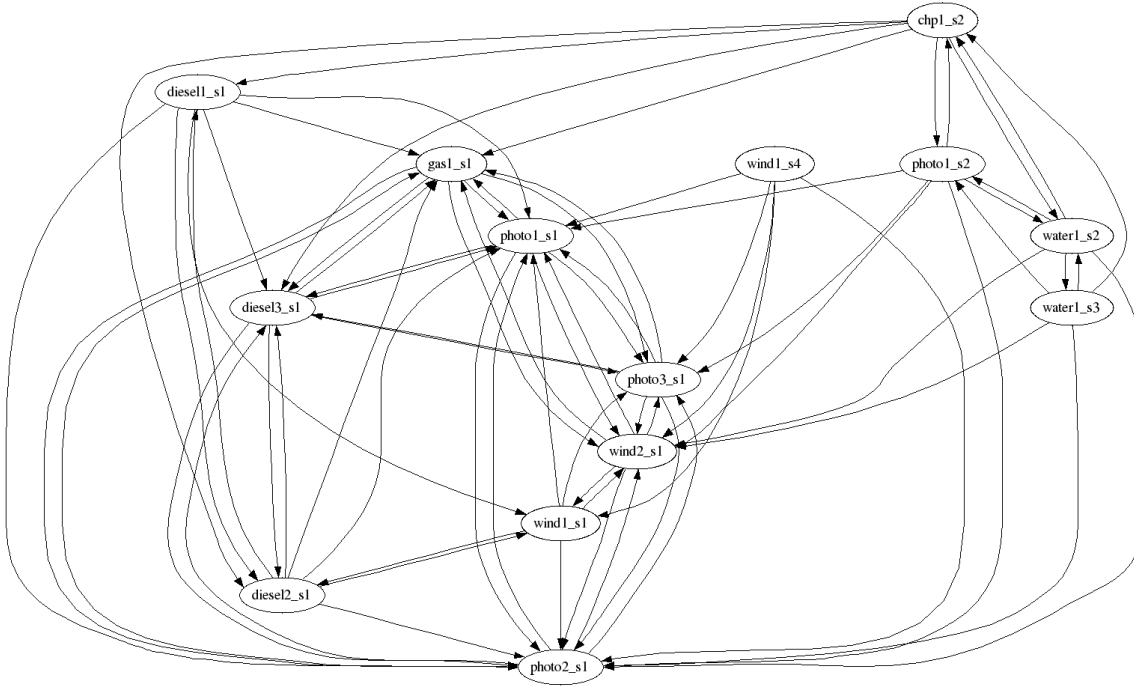 chp1_s2
diesel1_s1
gas1_s1
wind1_s4
photo1_s2
photo1_s1
water1_s2
diesel3_s1
water1_s3
photo3_s1
wind2_s1
wind1_s1
diesel2_s1
photo2_s1